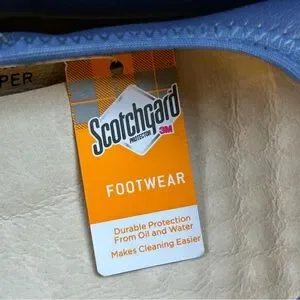 PER
Scotchgard
PROTECTOR 3M
FOOTWEAR
Durable Protection
From Oil and Water
Makes Cleaning Easier